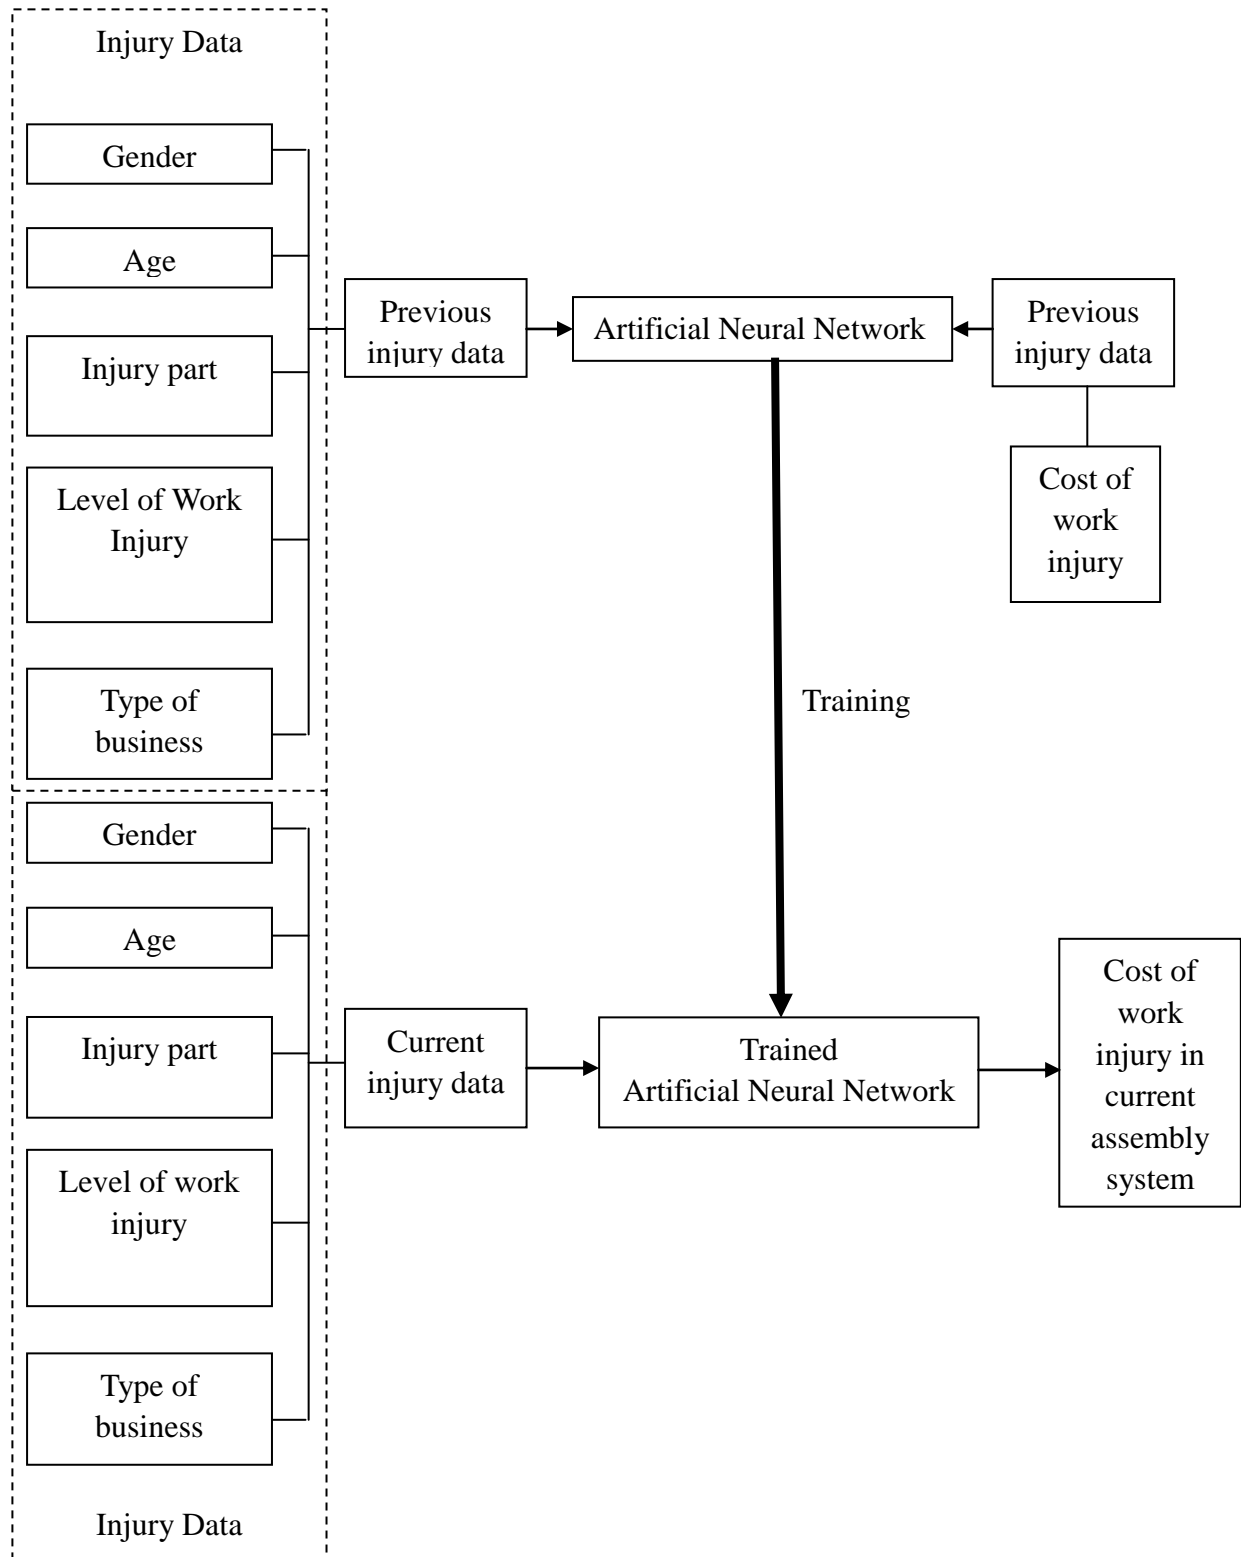 Injury Data
Gender
Age
Injury part
Level of Work
Injury
Type of
business
Previous
injury data
Artificial Neural Network
Previous
injury data
Cost of
work
injury
Training
Gender
Age
Injury part
Level of work
injury
Type of
business
Injury Data
Current
injury data
Trained
Artificial Neural Network
Cost of
work
injury in
current
assembly
system